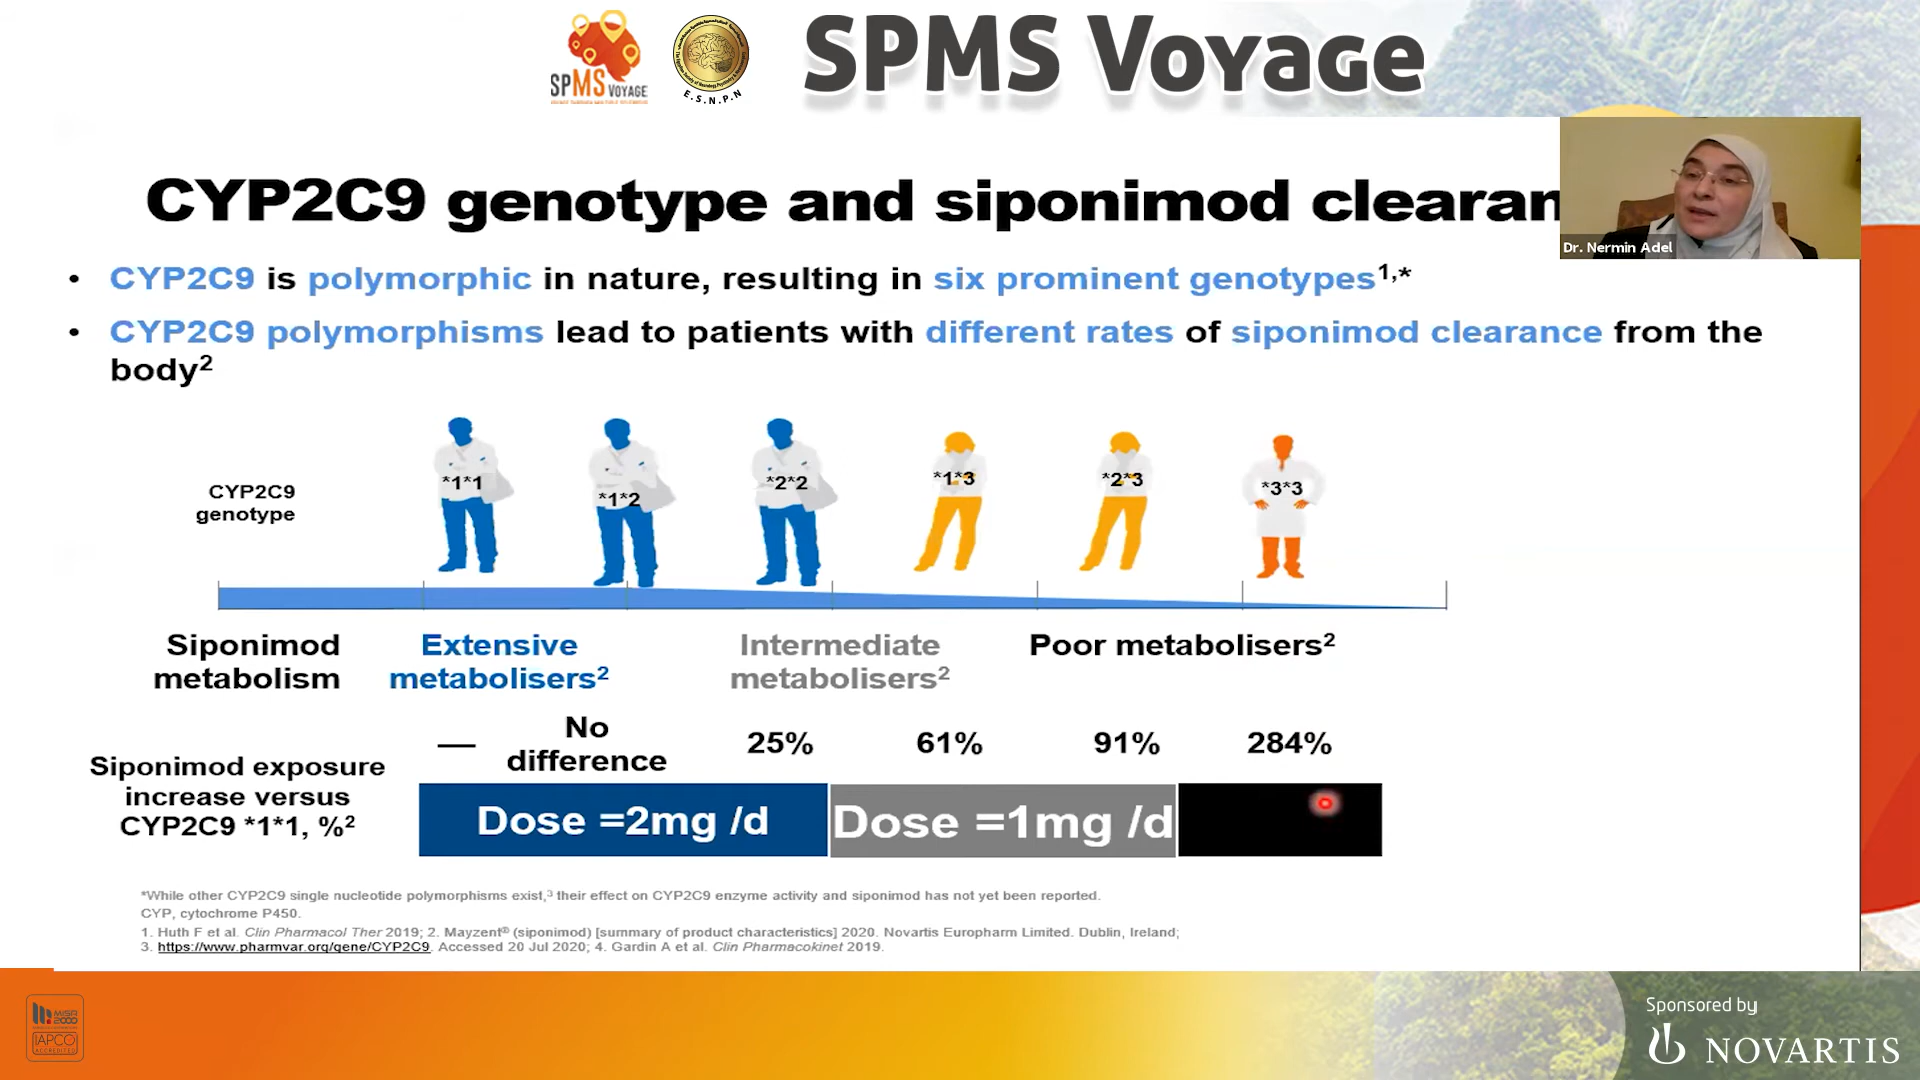 SPMS VOYAGE
E.S.N.P.N
SPMS Voyage
CYP2C9 genotype and siponimod clearan
Dr. Nermin Adel
• CYP2C9 is polymorphic in nature, resulting in six prominent genotypes1,*
• CYP2C9 polymorphisms lead to patients with different rates of siponimod clearance from the
body2
CYP2C9
genotype
*1*1
*1*2
*2*2
*1*3
*2*3
*3*3
Siponimod
metabolism
Extensive
metabolisers2
Intermediate
metabolisers2
Poor metabolisers2
Siponimod exposure
increase versus
CYP2C9 *1*1, %2
—
No
difference
25%
61%
91%
284%
Dose =2mg /d
Dose =1mg /d
*While other CYP2C9 single nucleotide polymorphisms exist,3 their effect on CYP2C9 enzyme activity and siponimod has not yet been reported.
CYP, cytochrome P450.
1. Huth F et al. Clin Pharmacol Ther 2019; 2. Mayzent® (siponimod) [summary of product characteristics] 2020. Novartis Europharm Limited. Dublin, Ireland;
3. https://www.pharmvar.org/gene/CYP2C9. Accessed 20 Jul 2020; 4. Gardin A et al. Clin Pharmacokinet 2019.
MISR
2000
IAPCO
ACCREDITED
Sponsored by
NOVARTIS